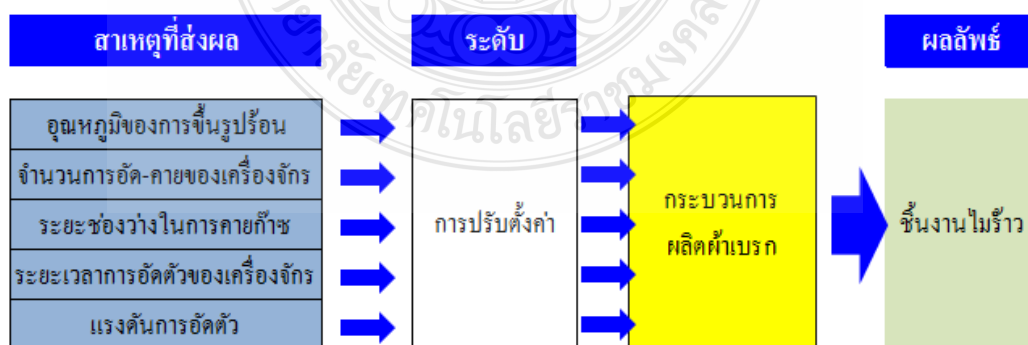 สาเหตุที่ส่งผล
ระดับ
ผลลัพธ์
อุณหภูมิของการขึ้นรูปร้อน
จำนวนการอัด-คายของเครื่องจักร
ระยะช่องว่างในการคายก๊าซ
ระยะเวลาการอัดตัวของเครื่องจักร
แรงดันการอัดตัว
การปรับตั้งค่า
กระบวนการ
ผลิตผ้าเบรก
ชิ้นงานไม่ร้าว